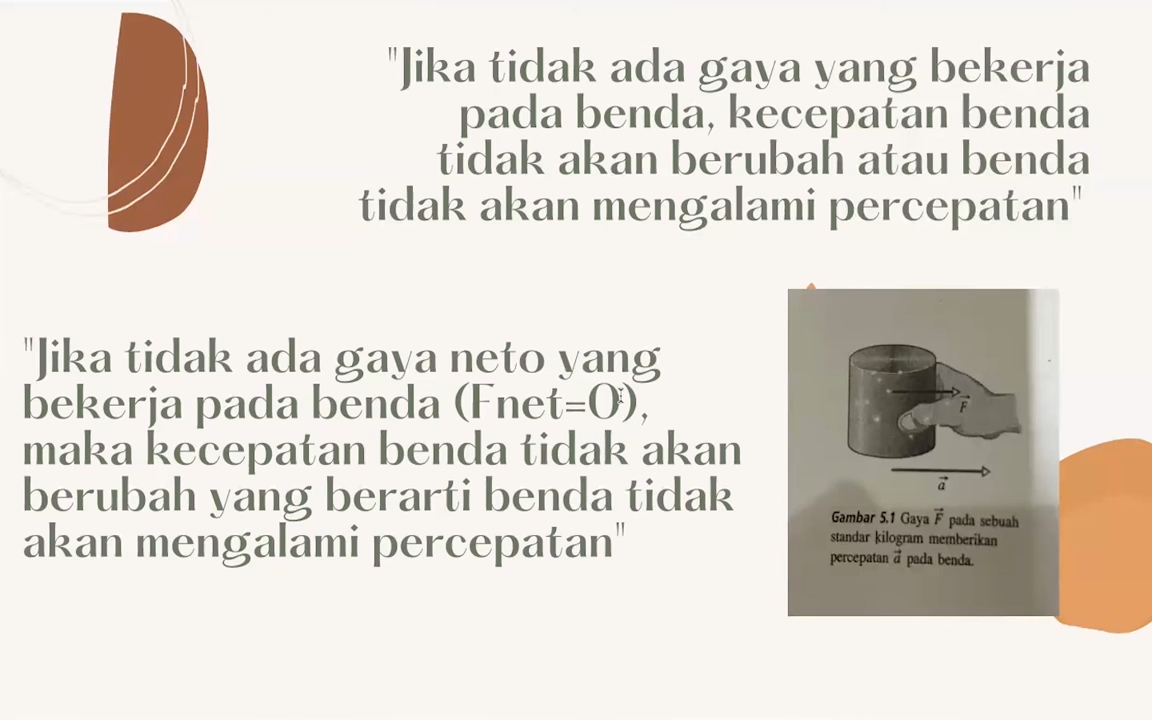 "Jika tidak ada gaya yang bekerja
pada benda, kecepatan benda
tidak akan berubah atau benda
tidak akan mengalami percepatan"
"Jika tidak ada gaya neto yang
bekerja pada benda (Fnet=0),
maka kecepatan benda tidak akan
berubah yang berarti benda tidak
akan mengalami percepatan"
F⃗
a⃗
Gambar 5.1 Gaya F⃗ pada sebuah
standar kilogram memberikan
percepatan a⃗ pada benda.